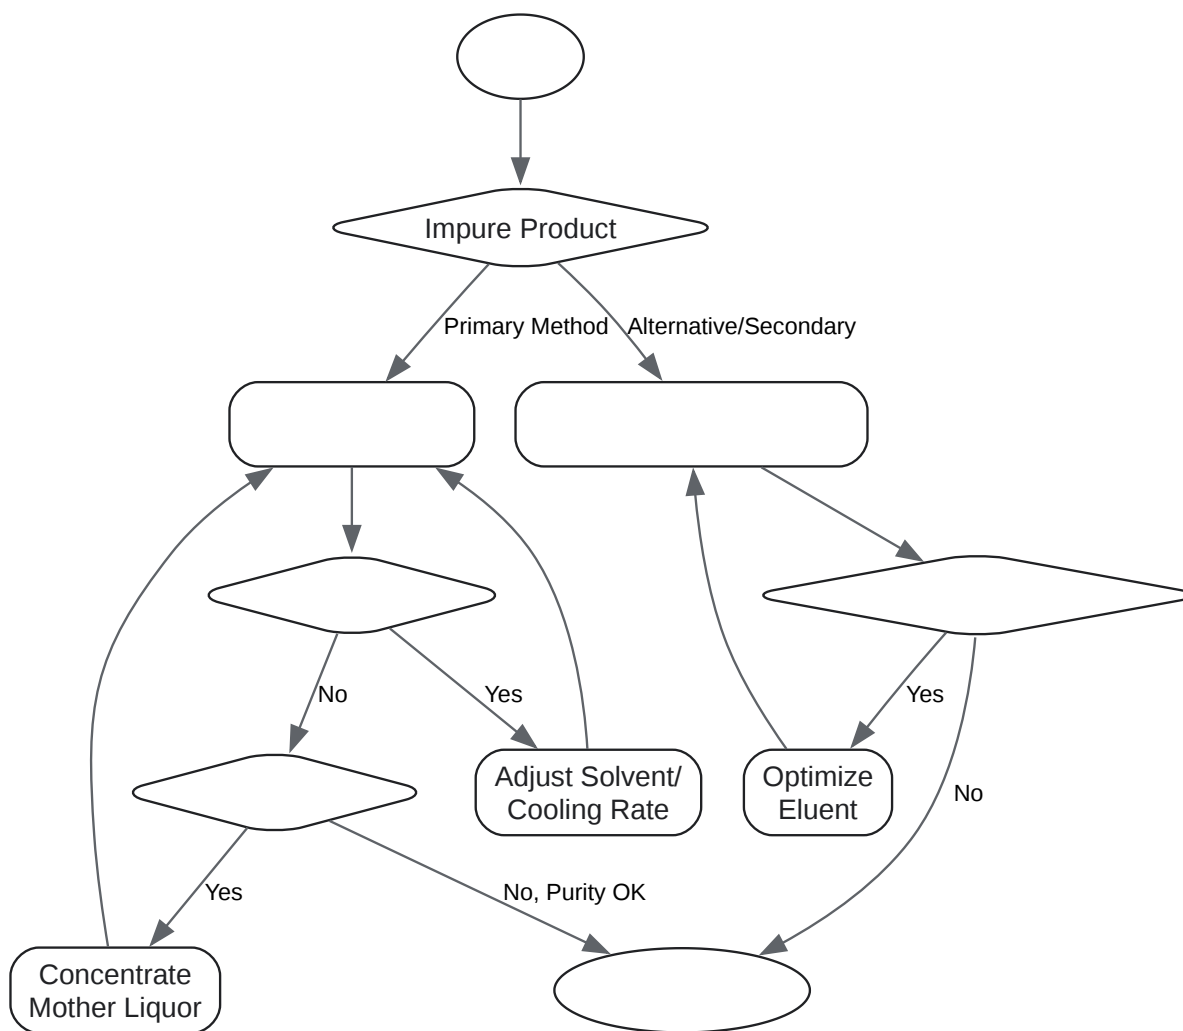 Impure Product
Primary Method
Alternative/Secondary
No
Yes
Yes
Adjust Solvent/
Cooling Rate
Optimize
Eluent
No
Yes
No, Purity OK
Concentrate
Mother Liquor